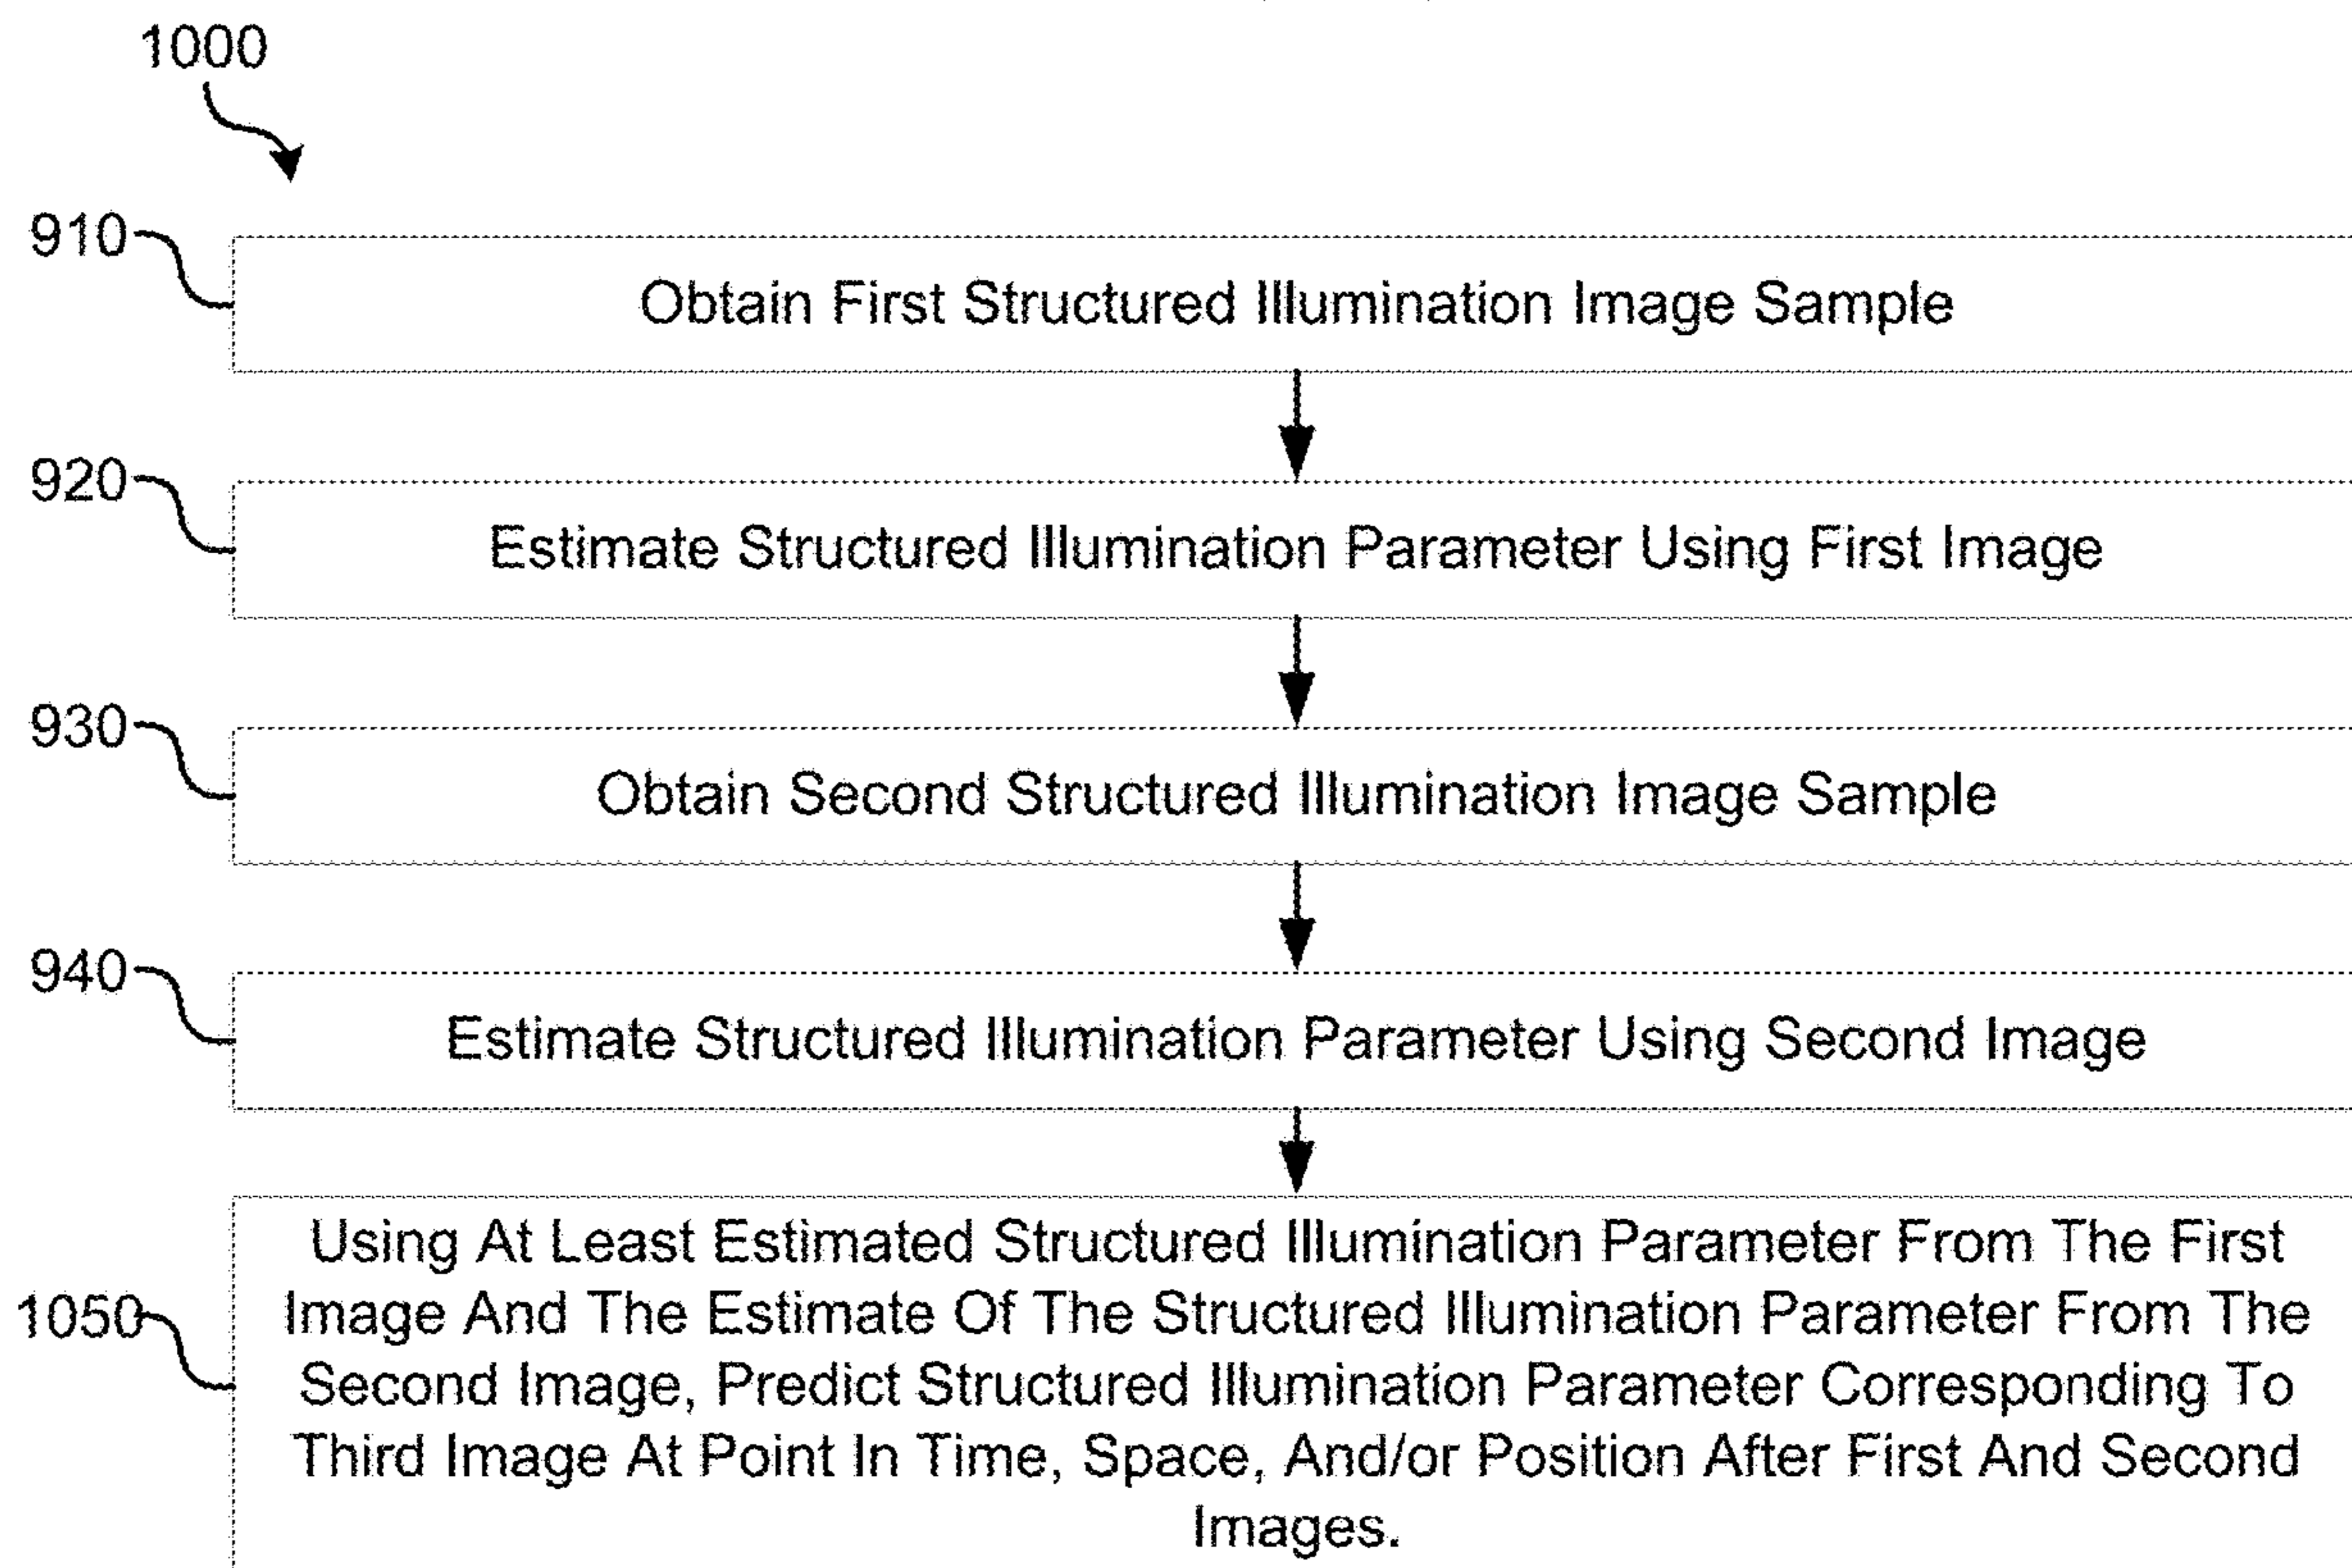 1000
910
Obtain First Structured Illumination Image Sample
920
Estimate Structured Illumination Parameter Using First Image
930
Obtain Second Structured Illumination Image Sample
940
Estimate Structured Illumination Parameter Using Second Image
1050
Using At Least Estimated Structured Illumination Parameter From The First
Image And The Estimate Of The Structured Illumination Parameter From The
Second Image, Predict Structured Illumination Parameter Corresponding To
Third Image At Point In Time, Space, And/or Position After First And Second
Images.